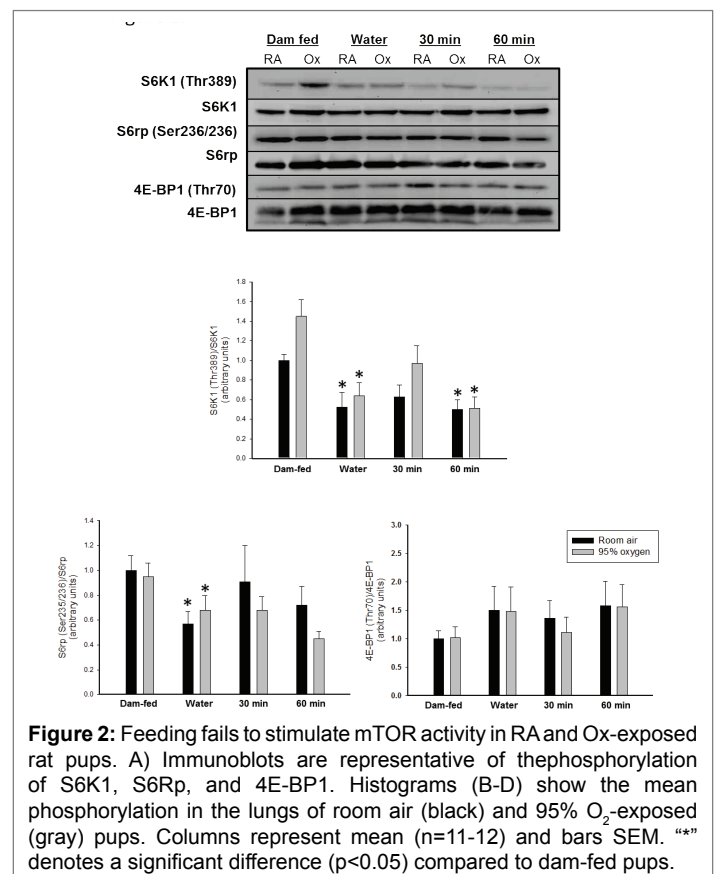 Dam fed Water 30 min 60 min
RA Ox RA Ox RA Ox RA Ox
S6K1 (Thr389)
S6K1
S6rp (Ser236/236)
S6rp
4E-BP1 (Thr70)
4E-BP1
S6K1 (Thr389)/S6K1
(arbitrary units)
1.8
1.6
1.4
1.2
1.0
0.8
0.6
0.4
0.2
0.0
* * * *
Dam-fed Water 30 min 60 min
S6rp (Ser235/236)/S6rp
(arbitrary units)
1.4
1.2
1.0
0.8
0.6
0.4
0.2
0.0
* *
Dam-fed Water 30 min 60 min
4E-BP1 (Thr70)/4E-BP1
(arbitrary units)
3.0
2.5
2.0
1.5
1.0
0.5
0.0
Room air
95% oxygen
Dam-fed Water 30 min 60 min
Figure 2: Feeding fails to stimulate mTOR activity in RA and Ox-exposed
rat pups. A) Immunoblots are representative of thephosphorylation
of S6K1, S6Rp, and 4E-BP1. Histograms (B-D) show the mean
phosphorylation in the lungs of room air (black) and 95% O2-exposed
(gray) pups. Columns represent mean (n=11-12) and bars SEM. “*”
denotes a significant difference (p<0.05) compared to dam-fed pups.